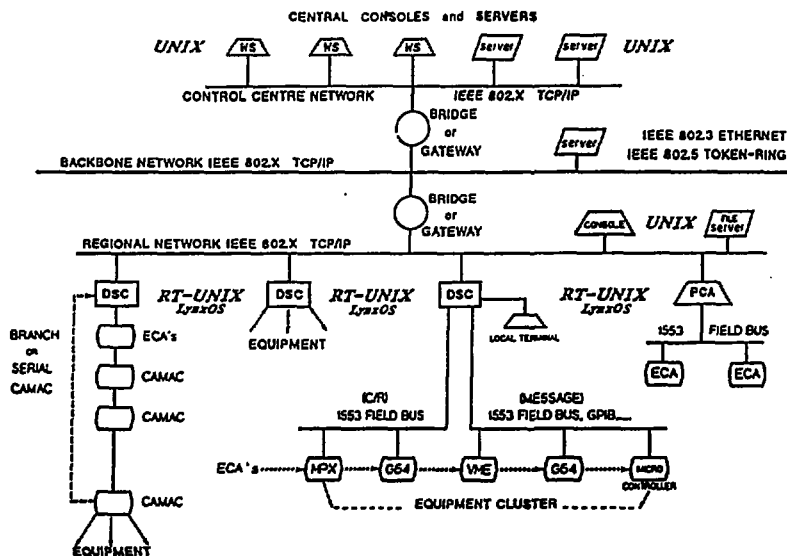 CENTRAL CONSOLES and SERVERS
UNIX WS WS WS server server UNIX
CONTROL CENTRE NETWORK IEEE 802.X TCP/IP
BRIDGE
or
GATEWAY
server
IEEE 802.3 ETHERNET
IEEE 802.5 TOKEN-RING
BACKBONE NETWORK IEEE 802.X TCP/IP
BRIDGE
or
GATEWAY
CONSOLE UNIX FILE
server
REGIONAL NETWORK IEEE 802.X TCP/IP
DSC RT-UNIX DSC RT-UNIX DSC RT-UNIX PCA
LynxOS LynxOS LynxOS
LOCAL TERMINAL
BRANCH
or
SERIAL
CAMAC
ECA's
EQUIPMENT
1553 FIELD BUS
CAMAC
ECA ECA
CAMAC
(C/R)
1553 FIELD BUS
(MESSAGE)
1553 FIELD BUS, GPIB,....
ECA's MPX G64 VME G64 MICRO
CONTROLLER
CAMAC
EQUIPMENT CLUSTER
EQUIPMENT